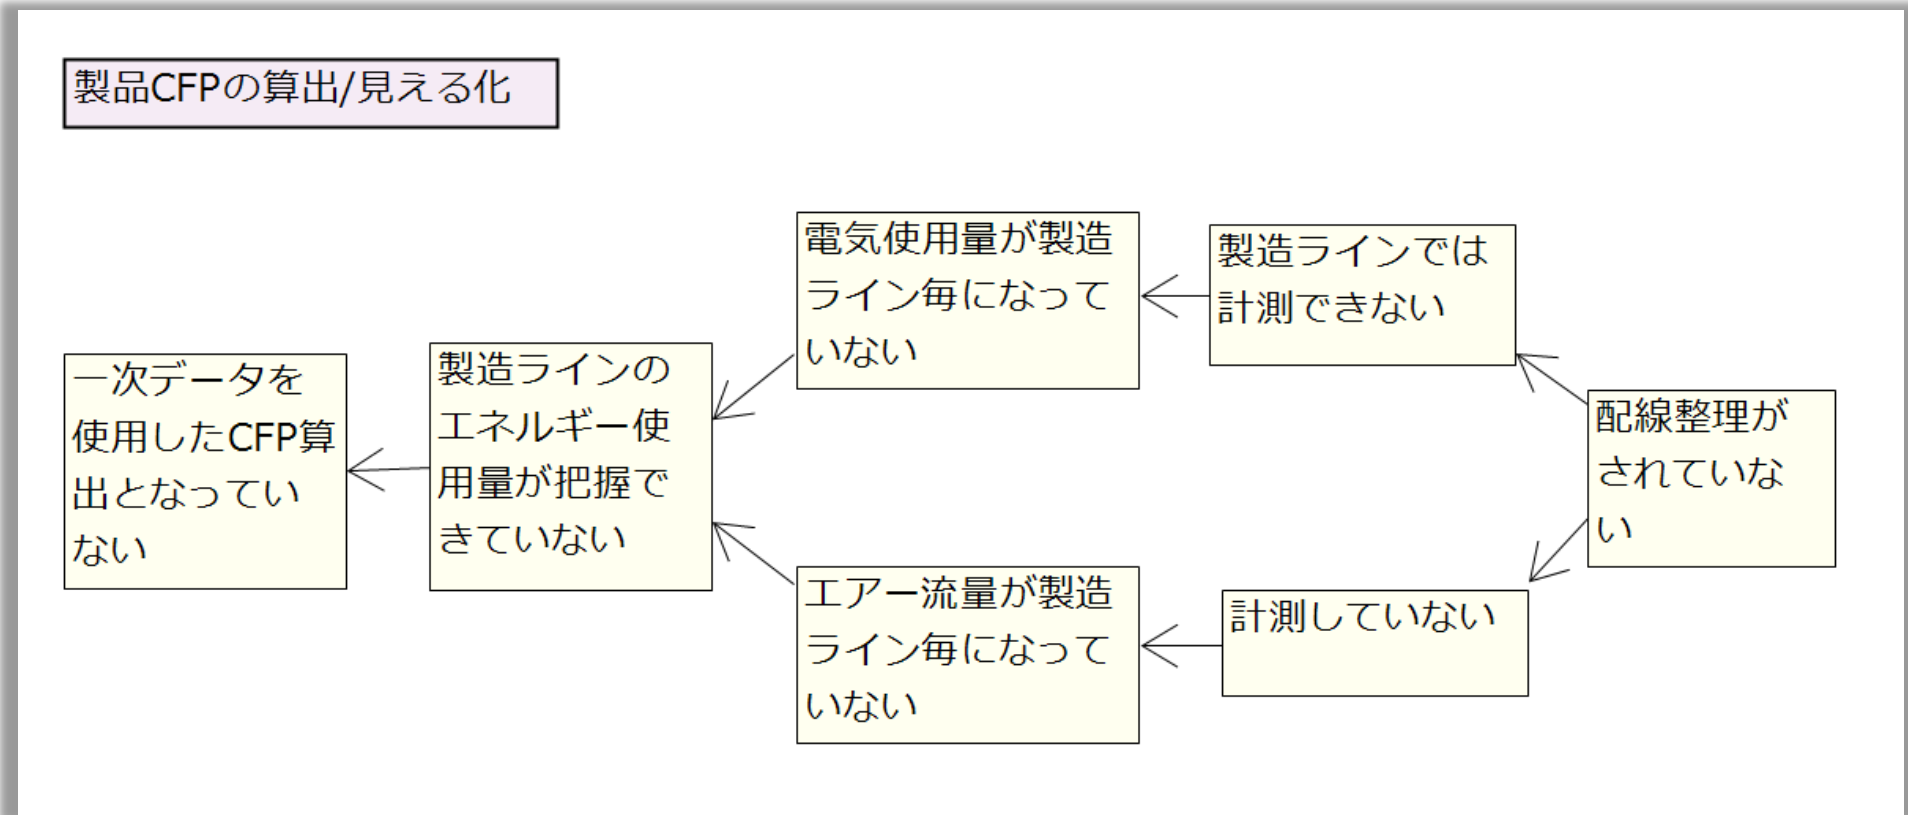 製品CFPの算出/見える化
一次データを
使用したCFP算
出となってい
ない
製造ラインの
エネルギー使
用量が把握で
きていない
電気使用量が製造
ライン毎になって
いない
エアー流量が製造
ライン毎になって
いない
製造ラインでは
計測できない
計測していない
配線整理が
されていな
い